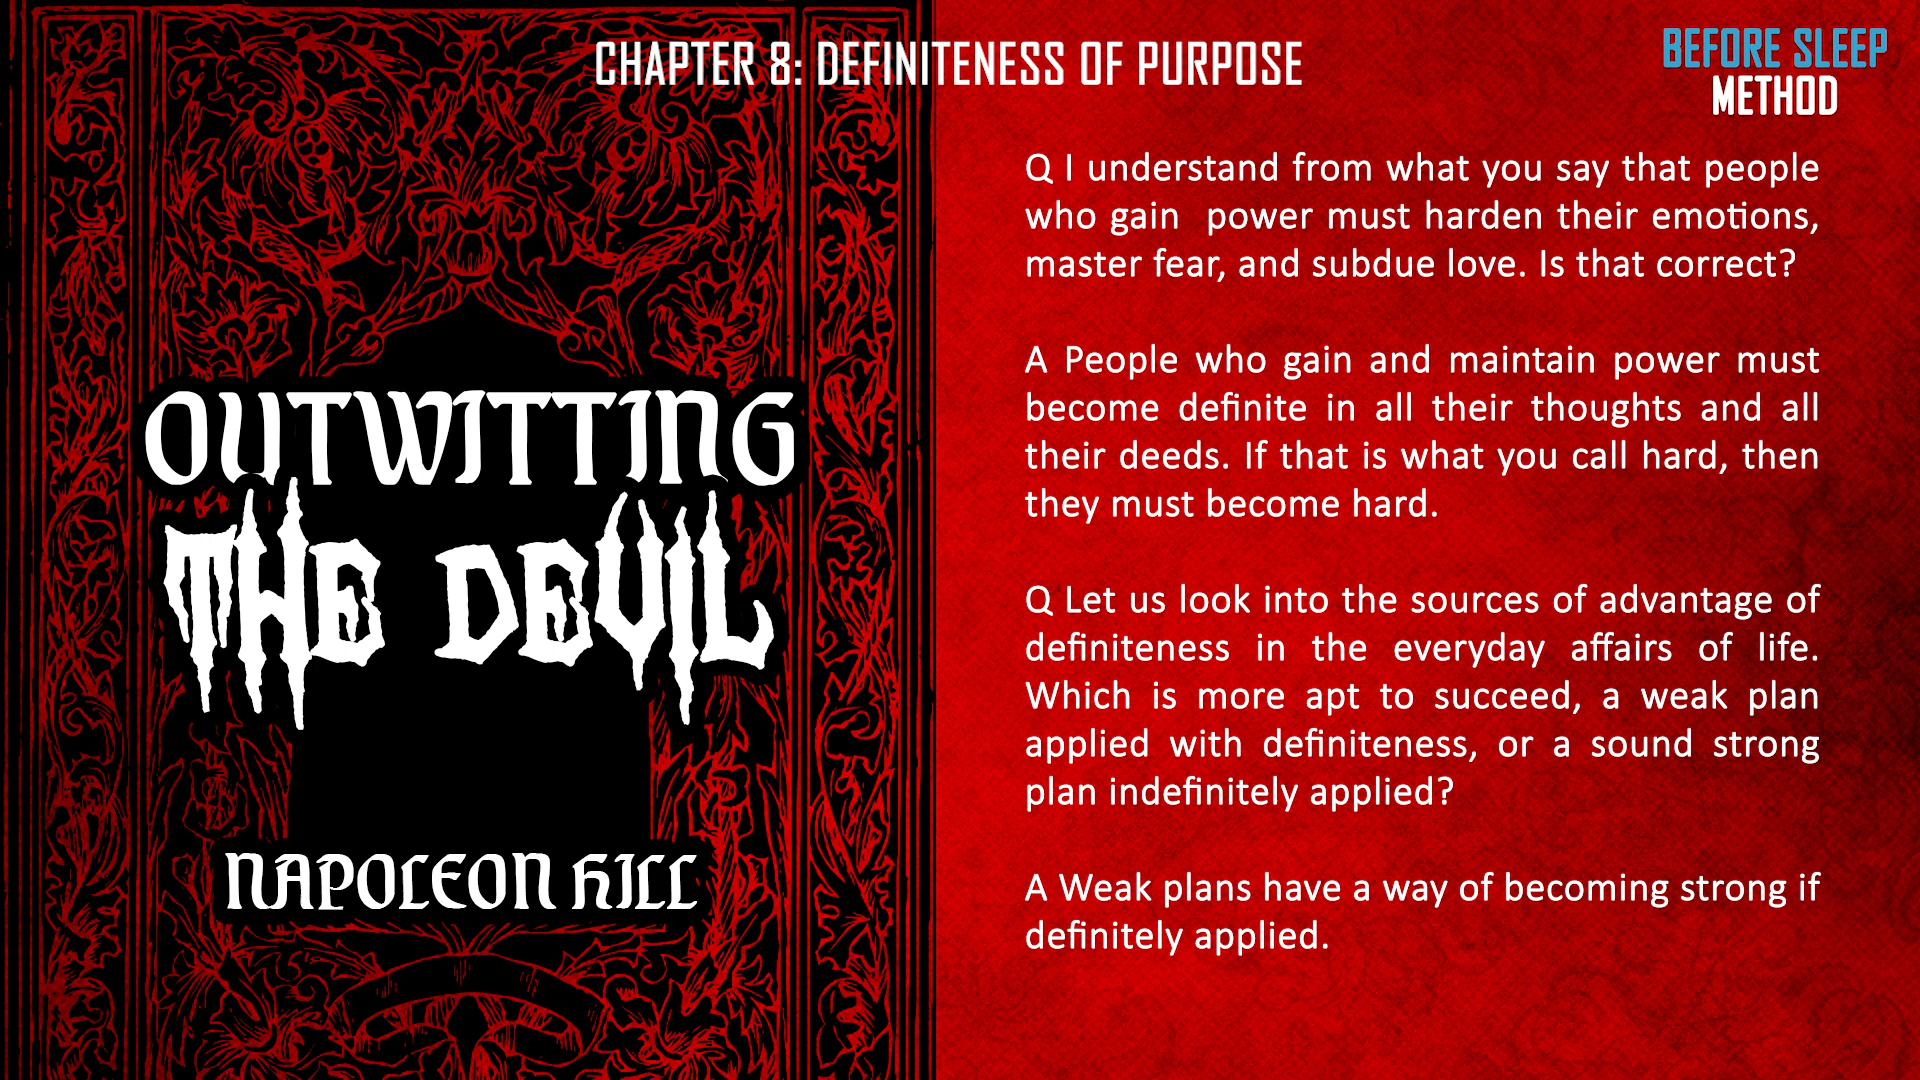 CHAPTER 8: DEFINITENESS OF PURPOSE
BEFORE SLEEP
METHOD
OUTWITTING
THE DEVIL
NAPOLEON HILL
Q I understand from what you say that people
who gain  power must harden their emotions,
master fear, and subdue love. Is that correct?
A People who gain and maintain power must
become definite in all their thoughts and all
their deeds. If that is what you call hard, then
they must become hard.
Q Let us look into the sources of advantage of
definiteness in the everyday affairs of life.
Which is more apt to succeed, a weak plan
applied with definiteness, or a sound strong
plan indefinitely applied?
A Weak plans have a way of becoming strong if
definitely applied.